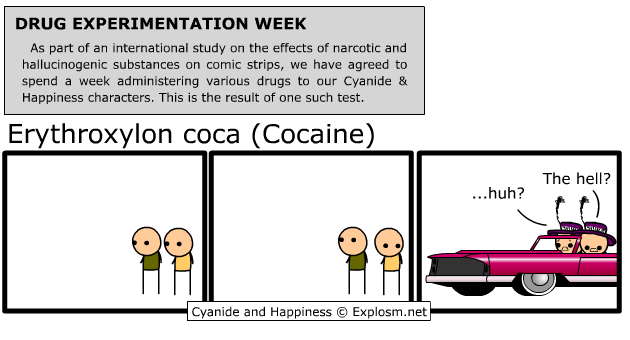 DRUG EXPERIMENTATION WEEK
As part of an international study on the effects of narcotic and
hallucinogenic substances on comic strips, we have agreed to
spend a week administering various drugs to our Cyanide &
Happiness characters. This is the result of one such test.
Erythroxylon coca (Cocaine)
...huh?
The hell?
Cyanide and Happiness © Explosm.net